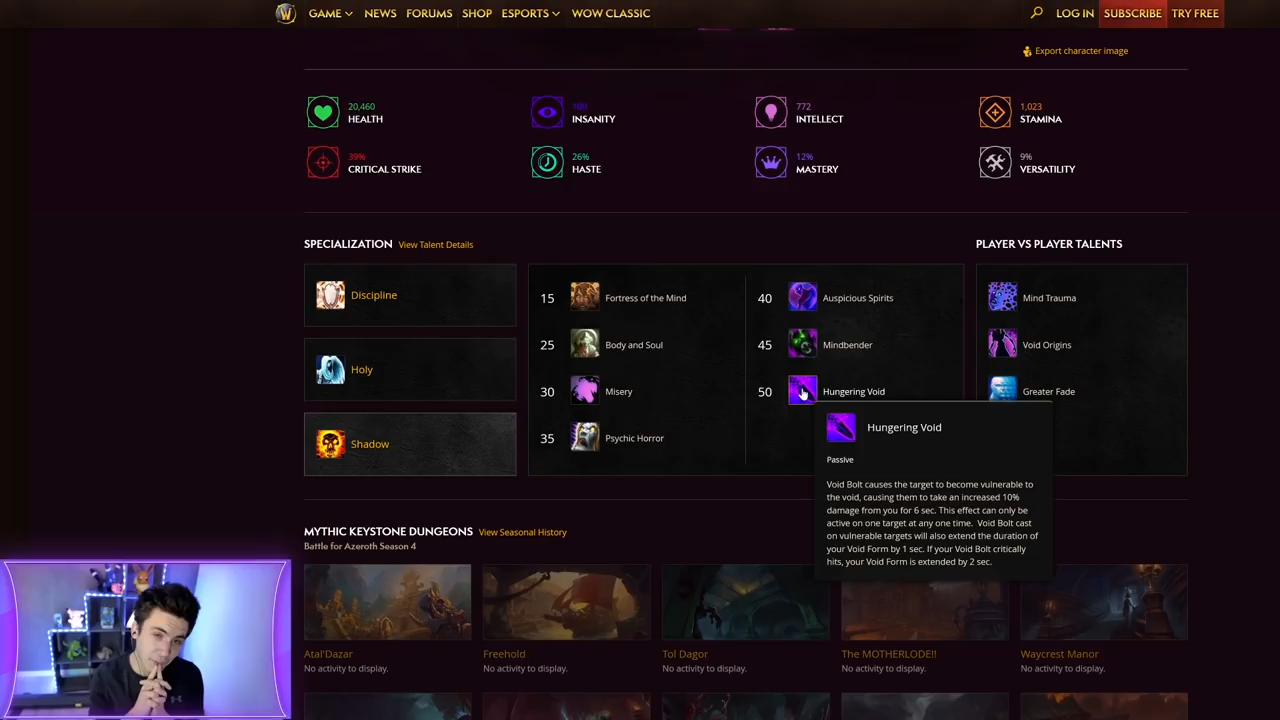 GAME NEWS FORUMS SHOP ESPORTS WOW CLASSIC LOG IN SUBSCRIBE TRY FREE
Export character image
20,460
HEALTH
100
INSANITY
772
INTELLECT
1,023
STAMINA
39%
CRITICAL STRIKE
26%
HASTE
12%
MASTERY
9%
VERSATILITY
SPECIALIZATION View Talent Details
Discipline
Holy
Shadow
15 Fortress of the Mind
25 Body and Soul
30 Misery
35 Psychic Horror
40 Auspicious Spirits
45 Mindbender
50 Hungering Void
PLAYER VS PLAYER TALENTS
Mind Trauma
Void Origins
Greater Fade
Hungering Void
Passive
Void Bolt causes the target to become vulnerable to
the void, causing them to take an increased 10%
damage from you for 6 sec. This effect can only be
active on one target at any one time.  Void Bolt cast
on vulnerable targets will also extend the duration of
your Void Form by 1 sec. If your Void Bolt critically
hits, your Void Form is extended by 2 sec.
MYTHIC KEYSTONE DUNGEONS View Seasonal History
Battle for Azeroth Season 4
Atal'Dazar
No activity to display.
Freehold
No activity to display.
Tol Dagor
No activity to display.
The MOTHERLODE!!
No activity to display.
Waycrest Manor
No activity to display.